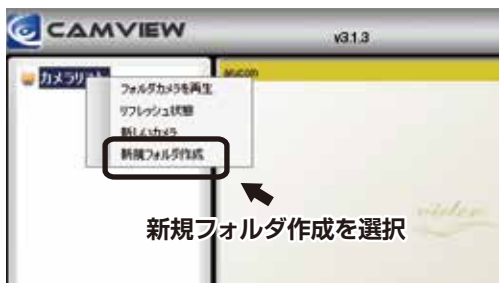 CAMVIEW
v3.1.3
カメラリスト
フォルダカメラを再生
リフレッシュ状態
新しいカメラ
新規フォルダ作成
新規フォルダ作成を選択
video